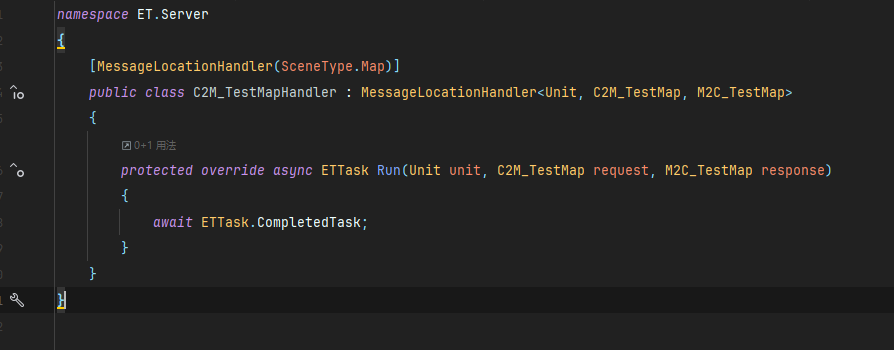 namespace ET.Server
{
[MessageLocationHandler(SceneType.Map)]
public class C2M_TestMapHandler : MessageLocationHandler<Unit, C2M_TestMap, M2C_TestMap>
{
0+1 用法
protected override async ETTask Run(Unit unit, C2M_TestMap request, M2C_TestMap response)
{
await ETTask.CompletedTask;
}
}
}